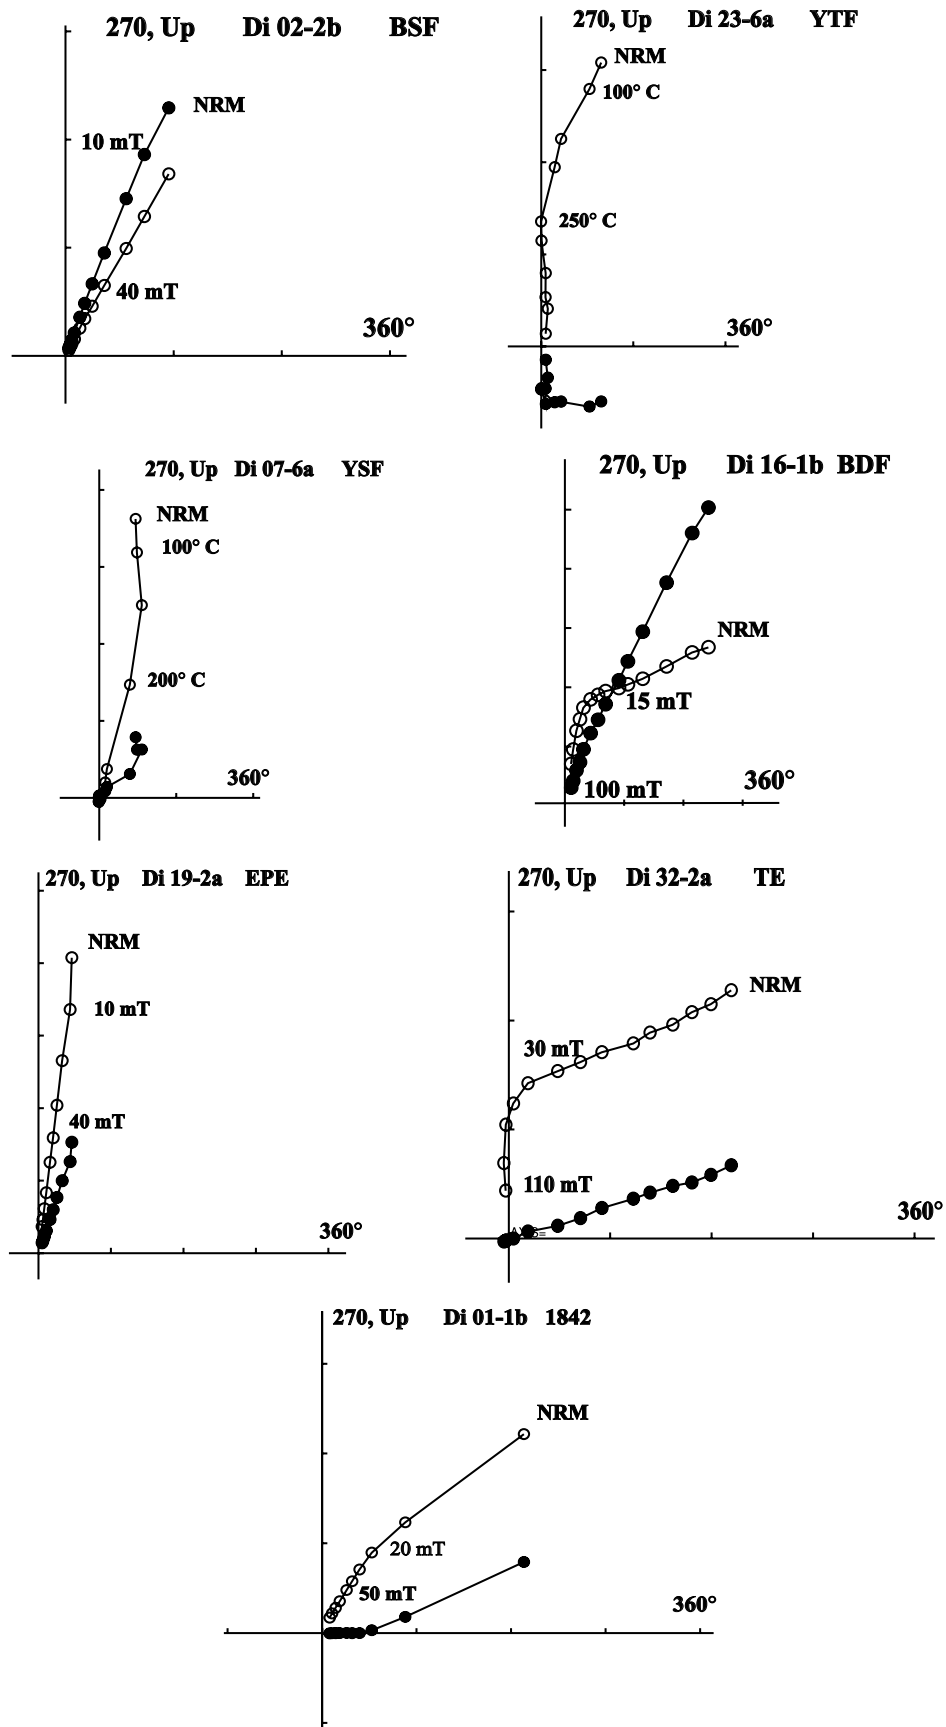 270, Up Di 02-2b BSF
NRM
10 mT
40 mT
360°
270, Up Di 23-6a YTF
NRM
100° C
250° C
360°
270, Up Di 07-6a YSF
NRM
100° C
200° C
360°
270, Up Di 16-1b BDF
NRM
15 mT
360°
100 mT
270, Up Di 19-2a EPE
NRM
10 mT
40 mT
360°
270, Up Di 32-2a TE
NRM
30 mT
110 mT
360°
270, Up Di 01-1b 1842
NRM
20 mT
50 mT
360°